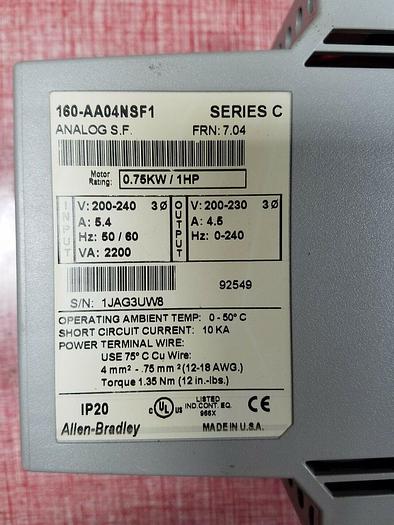 160-AA04NSF1 SERIES C
ANALOG S.F. FRN: 7.04
Motor Rating: 0.75KW / 1HP
INPUT V: 200-240 3Ø OUTPUT V: 200-230 3Ø
A: 5.4 A: 4.5
Hz: 50 / 60 Hz: 0-240
VA: 2200
92549
S/N: 1JAG3UW8
OPERATING AMBIENT TEMP: 0-50°C
SHORT CIRCUIT CURRENT: 10 KA
POWER TERMINAL WIRE:
USE 75°C Cu Wire:
4 mm² - .75 mm² (12-18 AWG.)
Torque 1.35 Nm (12 in.-lbs.)
IP20 c UL us LISTED IND.CONT. EQ. 966X CE
Allen-Bradley MADE IN U.S.A.